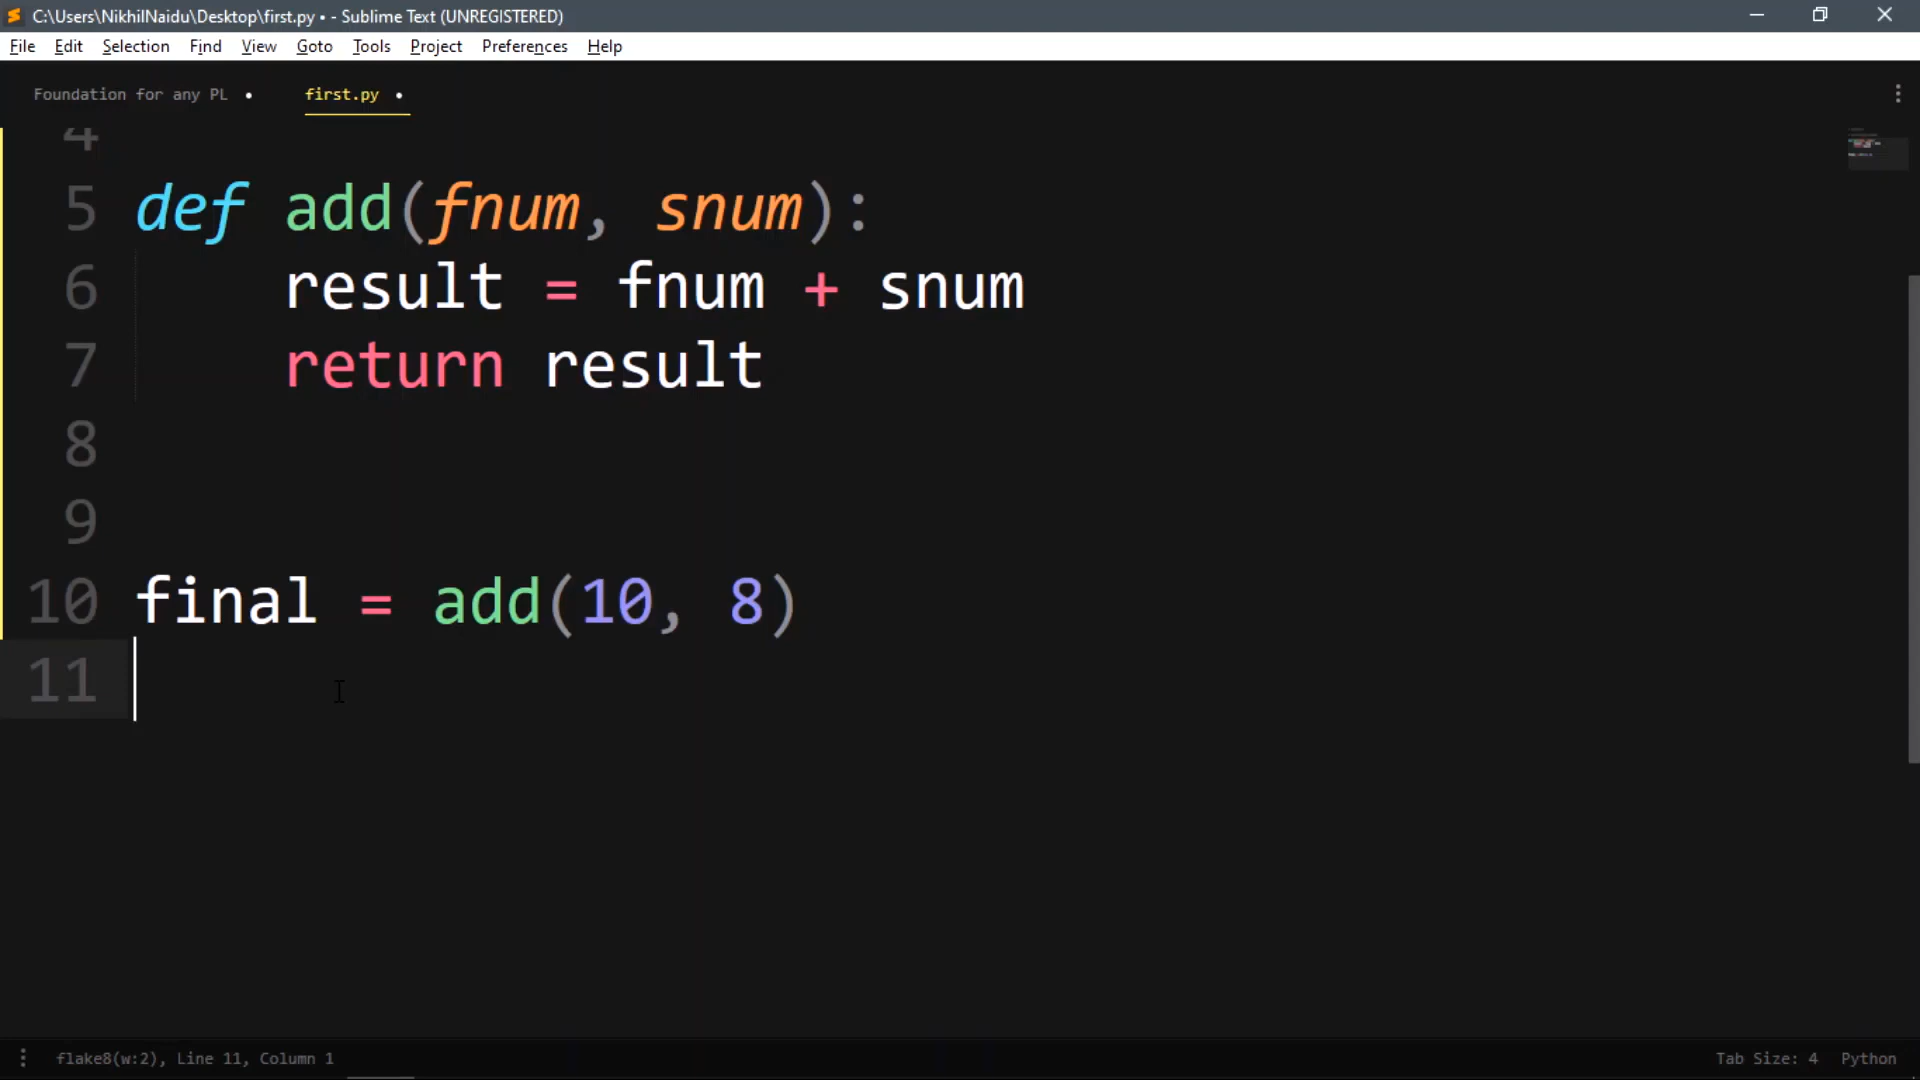 C:\Users\NikhilNaidu\Desktop\first.py • - Sublime Text (UNREGISTERED)
File Edit Selection Find View Goto Tools Project Preferences Help
Foundation for any PL • first.py •
4
5 def add(fnum, snum):
6 result = fnum + snum
7 return result
8
9
10 final = add(10, 8)
11
flake8(w:2), Line 11, Column 1 Tab Size: 4 Python